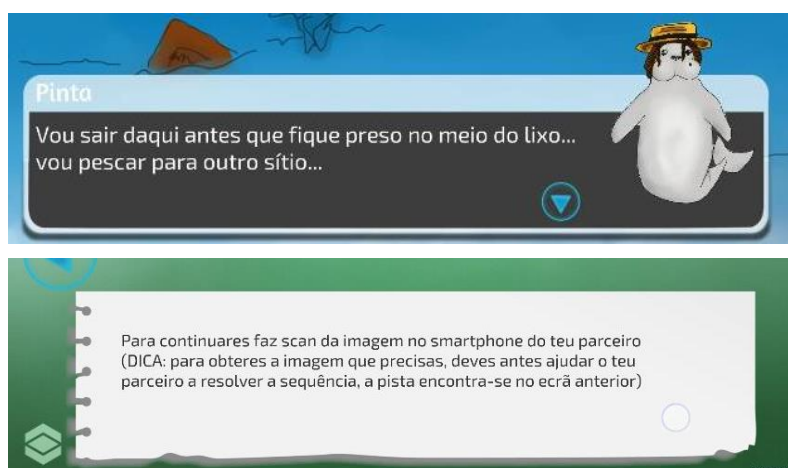 Pinta
Vou sair daqui antes que fique preso no meio do lixo...
vou pescar para outro sítio...
Para continuares faz scan da imagem no smartphone do teu parceiro
(DICA: para obteres a imagem que precisas, deves antes ajudar o teu
parceiro a resolver a sequência, a pista encontra-se no ecrã anterior)